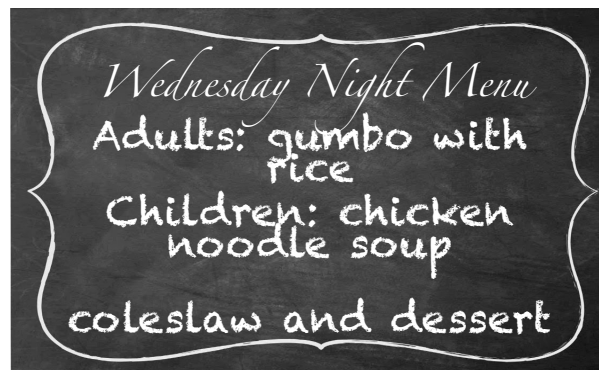 Wednesday Night Menu
Adults: gumbo with
rice
Children: chicken
noodle soup
coleslaw and dessert